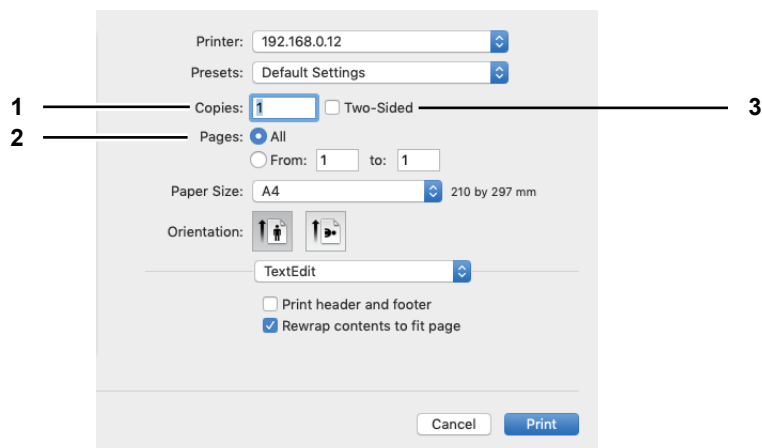 Printer: 192.168.0.12
Presets: Default Settings
1 Copies: 1 Two-Sided 3
2 Pages: All
From: 1 to: 1
Paper Size: A4 210 by 297 mm
Orientation:
TextEdit
Print header and footer
Rewrap contents to fit page
Cancel Print